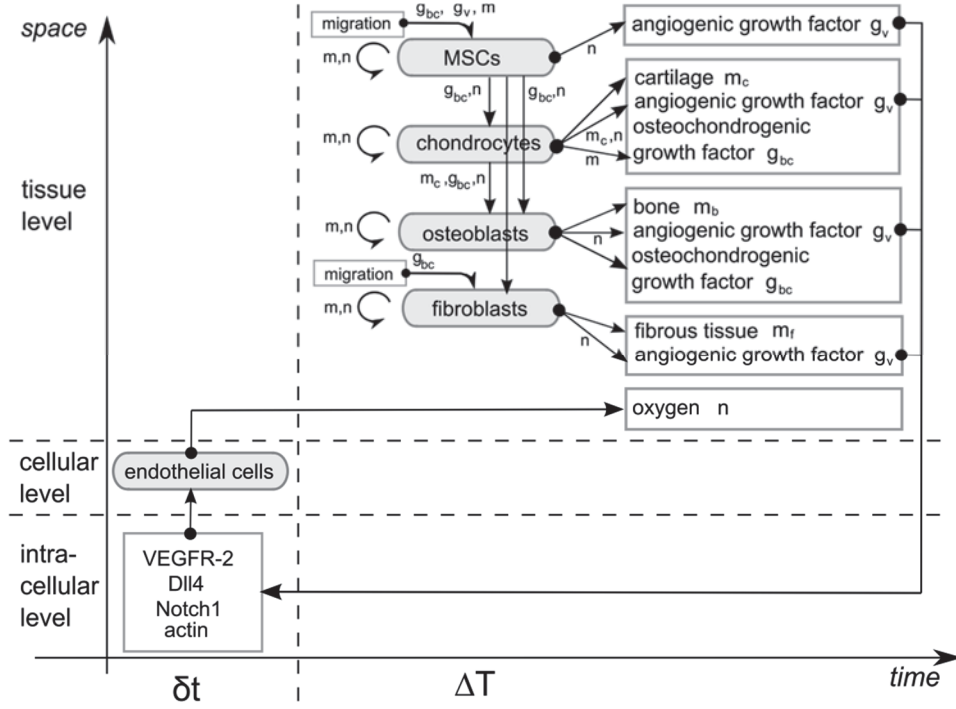 space
migration
g_bc, g_v, m
m,n
MSCs
n
angiogenic growth factor g_v
g_bc,n
g_bc,n
cartilage m_c
angiogenic growth factor g_v
osteochondrogenic
growth factor g_bc
m,n
chondrocytes
m_c,n
m
tissue
level
m_c,g_bc,n
m,n
osteoblasts
n
bone m_b
angiogenic growth factor g_v
osteochondrogenic
growth factor g_bc
migration
g_bc
m,n
fibroblasts
n
fibrous tissue m_f
angiogenic growth factor g_v
oxygen n
cellular
level
endothelial cells
intra-
cellular
level
VEGFR-2
Dll4
Notch1
actin
δt
ΔT
time